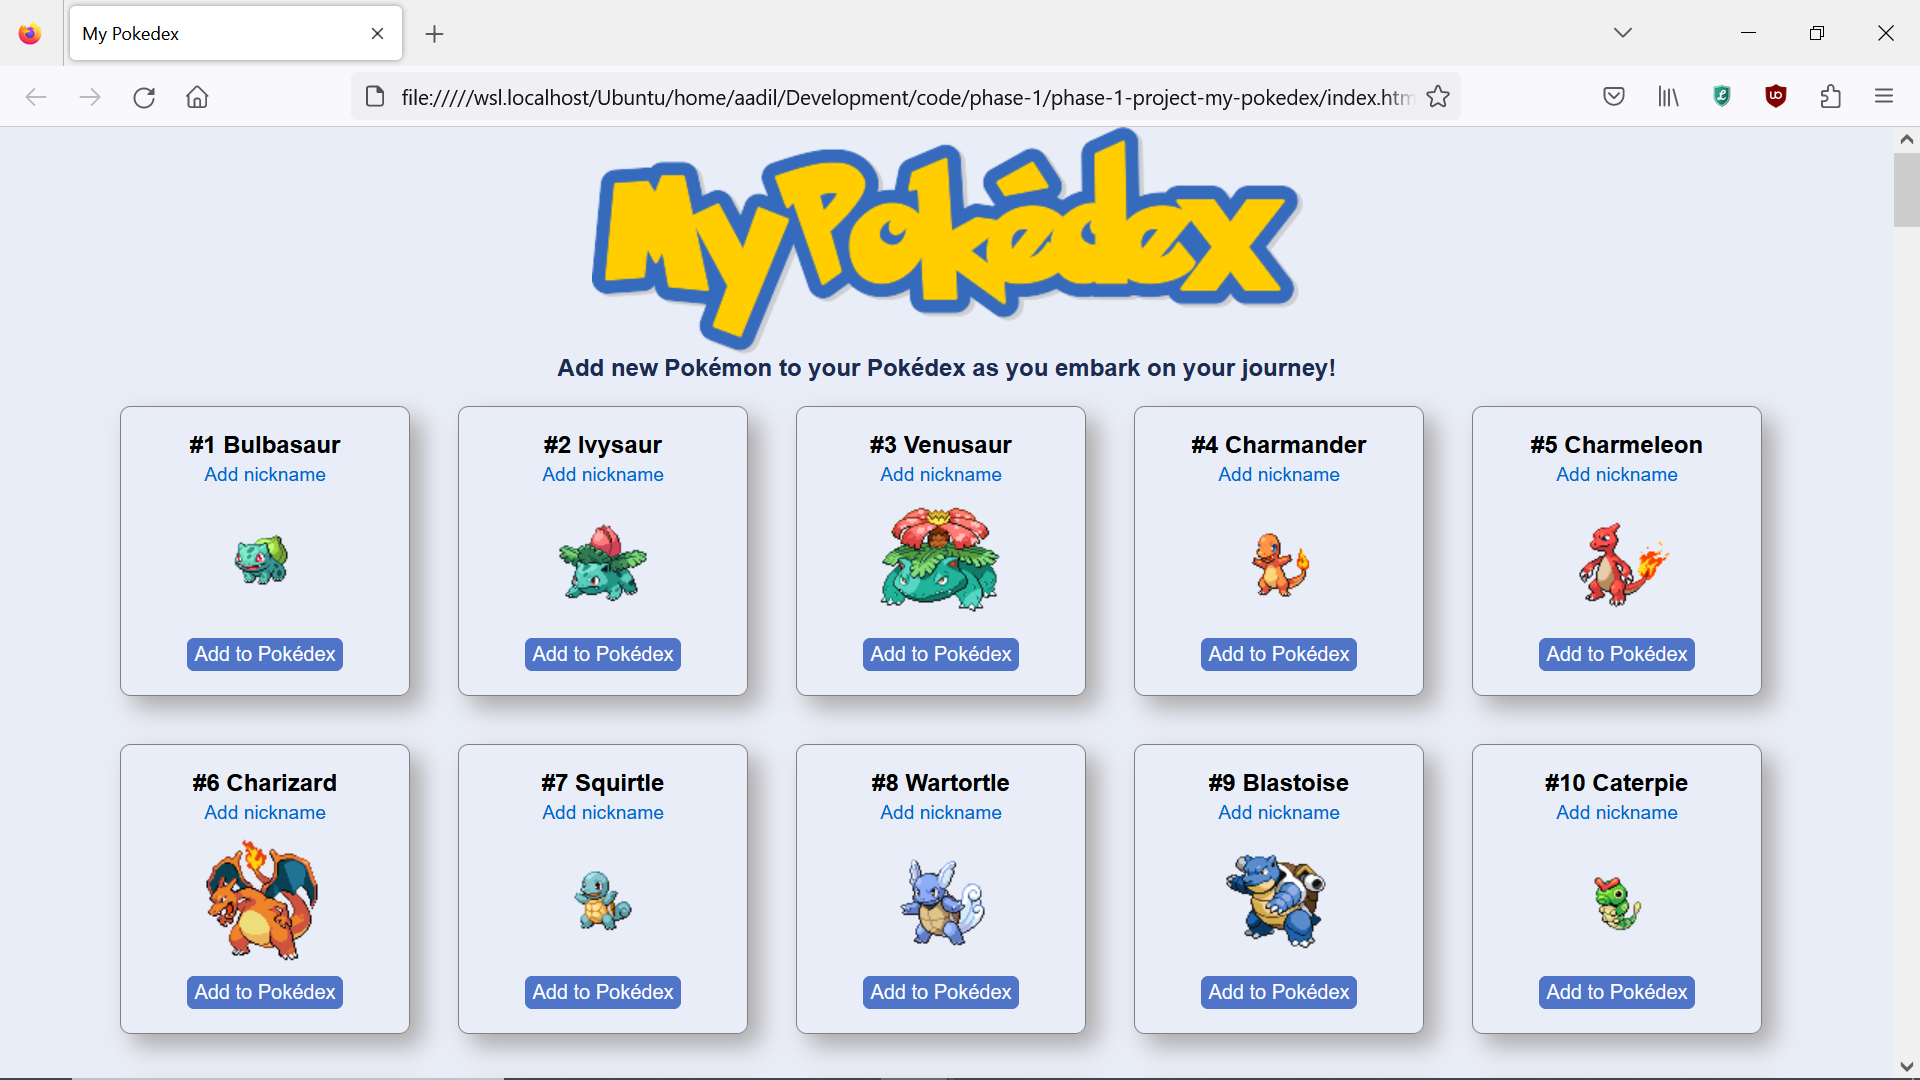 My Pokedex
file://///wsl.localhost/Ubuntu/home/aadil/Development/code/phase-1/phase-1-project-my-pokedex/index.htm
My Pokédex
Add new Pokémon to your Pokédex as you embark on your journey!
#1 Bulbasaur
Add nickname
Add to Pokédex
#2 Ivysaur
Add nickname
Add to Pokédex
#3 Venusaur
Add nickname
Add to Pokédex
#4 Charmander
Add nickname
Add to Pokédex
#5 Charmeleon
Add nickname
Add to Pokédex
#6 Charizard
Add nickname
Add to Pokédex
#7 Squirtle
Add nickname
Add to Pokédex
#8 Wartortle
Add nickname
Add to Pokédex
#9 Blastoise
Add nickname
Add to Pokédex
#10 Caterpie
Add nickname
Add to Pokédex